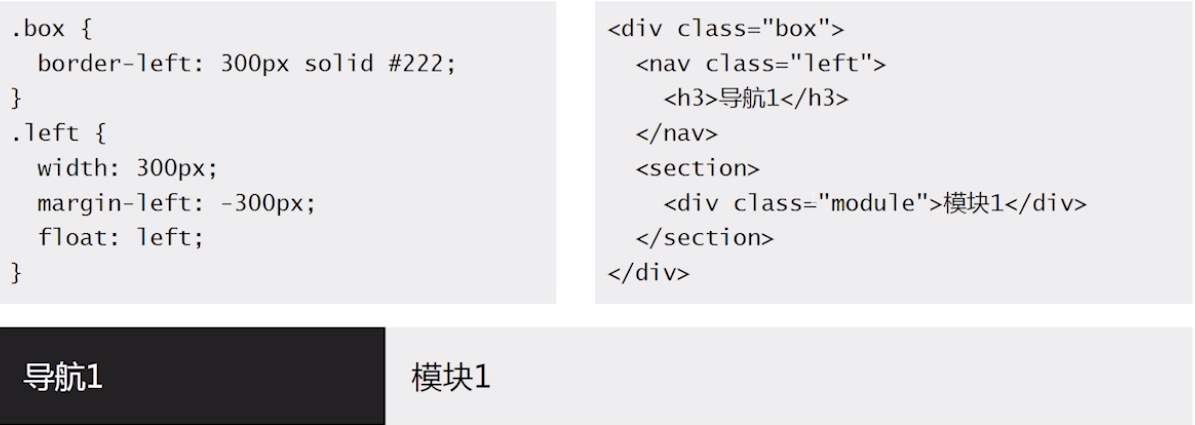 .box {
  border-left: 300px solid #222;
}
.left {
  width: 300px;
  margin-left: -300px;
  float: left;
}
<div class="box">
  <nav class="left">
    <h3>导航1</h3>
  </nav>
  <section>
    <div class="module">模块1</div>
  </section>
</div>
导航1
模块1